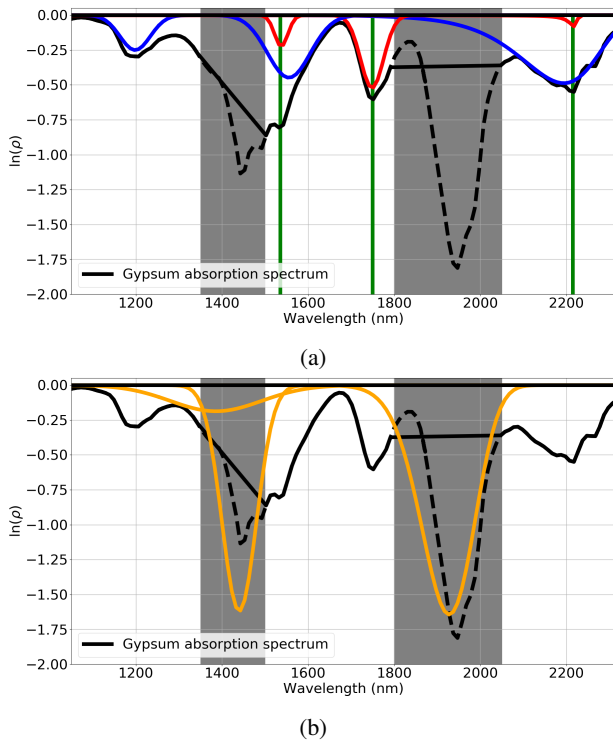 0.00
−0.25
−0.50
−0.75
−1.00
−1.25
−1.50
−1.75
−2.00
ln(ρ)
Gypsum absorption spectrum
1200 1400 1600 1800 2000 2200
Wavelength (nm)
(a)
0.00
−0.25
−0.50
−0.75
−1.00
−1.25
−1.50
−1.75
−2.00
ln(ρ)
Gypsum absorption spectrum
1200 1400 1600 1800 2000 2200
Wavelength (nm)
(b)